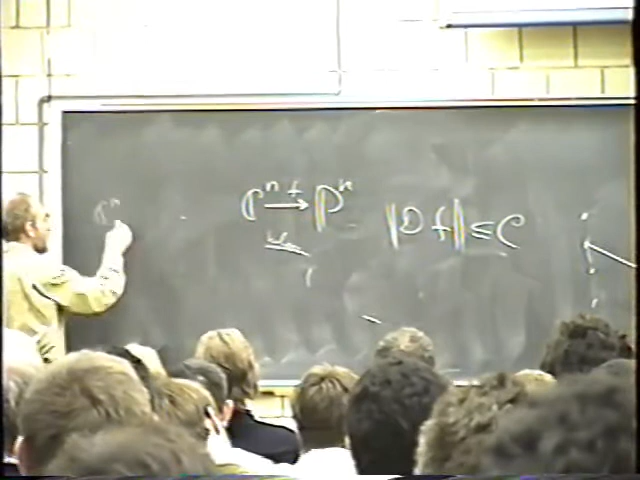 ℂⁿ
ℂⁿ →ᶠ ℙⁿ
|Df| ≤ C